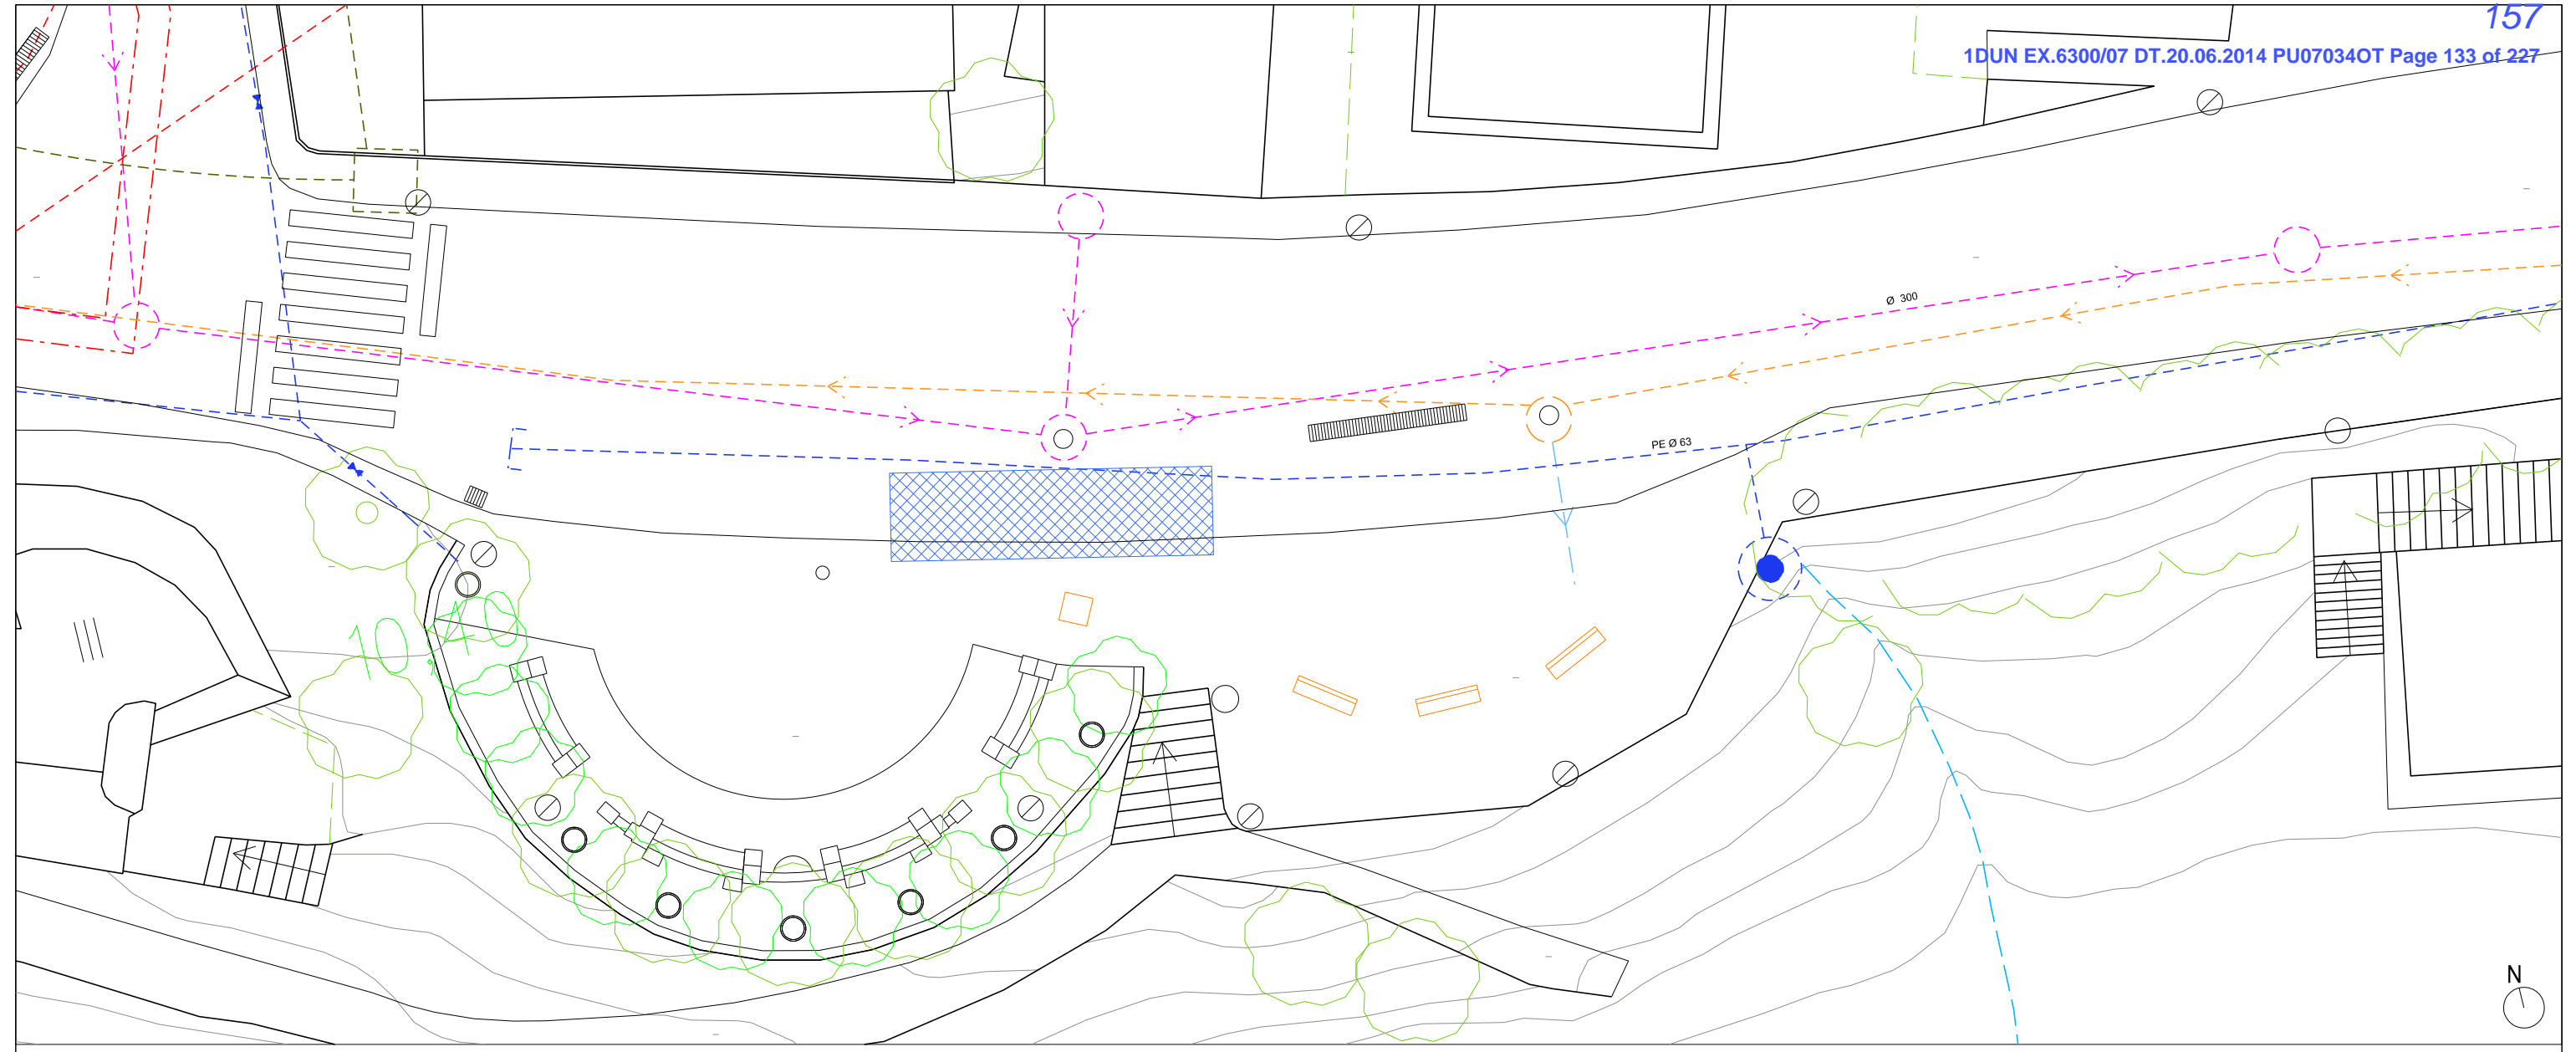 157
1DUN EX.6300/07 DT.20.06.2014 PU07034OT Page 133 of 227
Ø 300
PE Ø 63
N